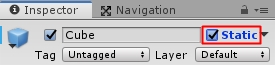 Inspector Navigation
Cube Static
Tag Untagged Layer Default